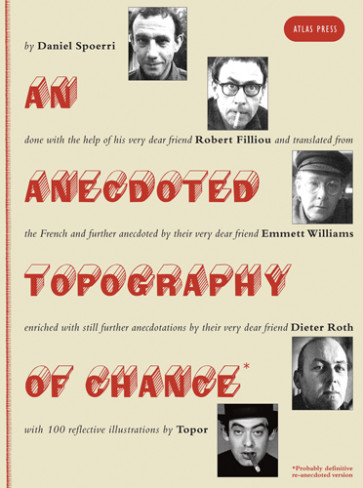 ATLAS PRESS
by Daniel Spoerri
AN
done with the help of his very dear friend Robert Filliou and translated from
ANECDOTED
the French and further anecdoted by their very dear friend Emmett Williams
TOPOGRAPHY
enriched with still further anecdotations by their very dear friend Dieter Roth
OF CHANCE*
with 100 reflective illustrations by Topor
*Probably definitive
re-anecdoted version